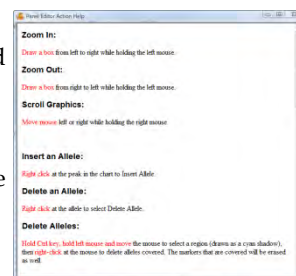 Panel Editor Action Help
Zoom In:
Draw a box from left to right while holding the left mouse.
Zoom Out:
Draw a box from right to left while holding the left mouse.
Scroll Graphics:
Move mouse left or right while holding the right mouse
Insert an Allele:
Right click at the peak in the chart to Insert Allele.
Delete an Allele:
Right click at the allele to select Delete Allele.
Delete Alleles:
Hold Ctrl key, hold left mouse and move the mouse to select a region (drawn as a cyan shadow),
then right-click at the mouse to delete alleles covered. The markers that are covered will be erased
as well.